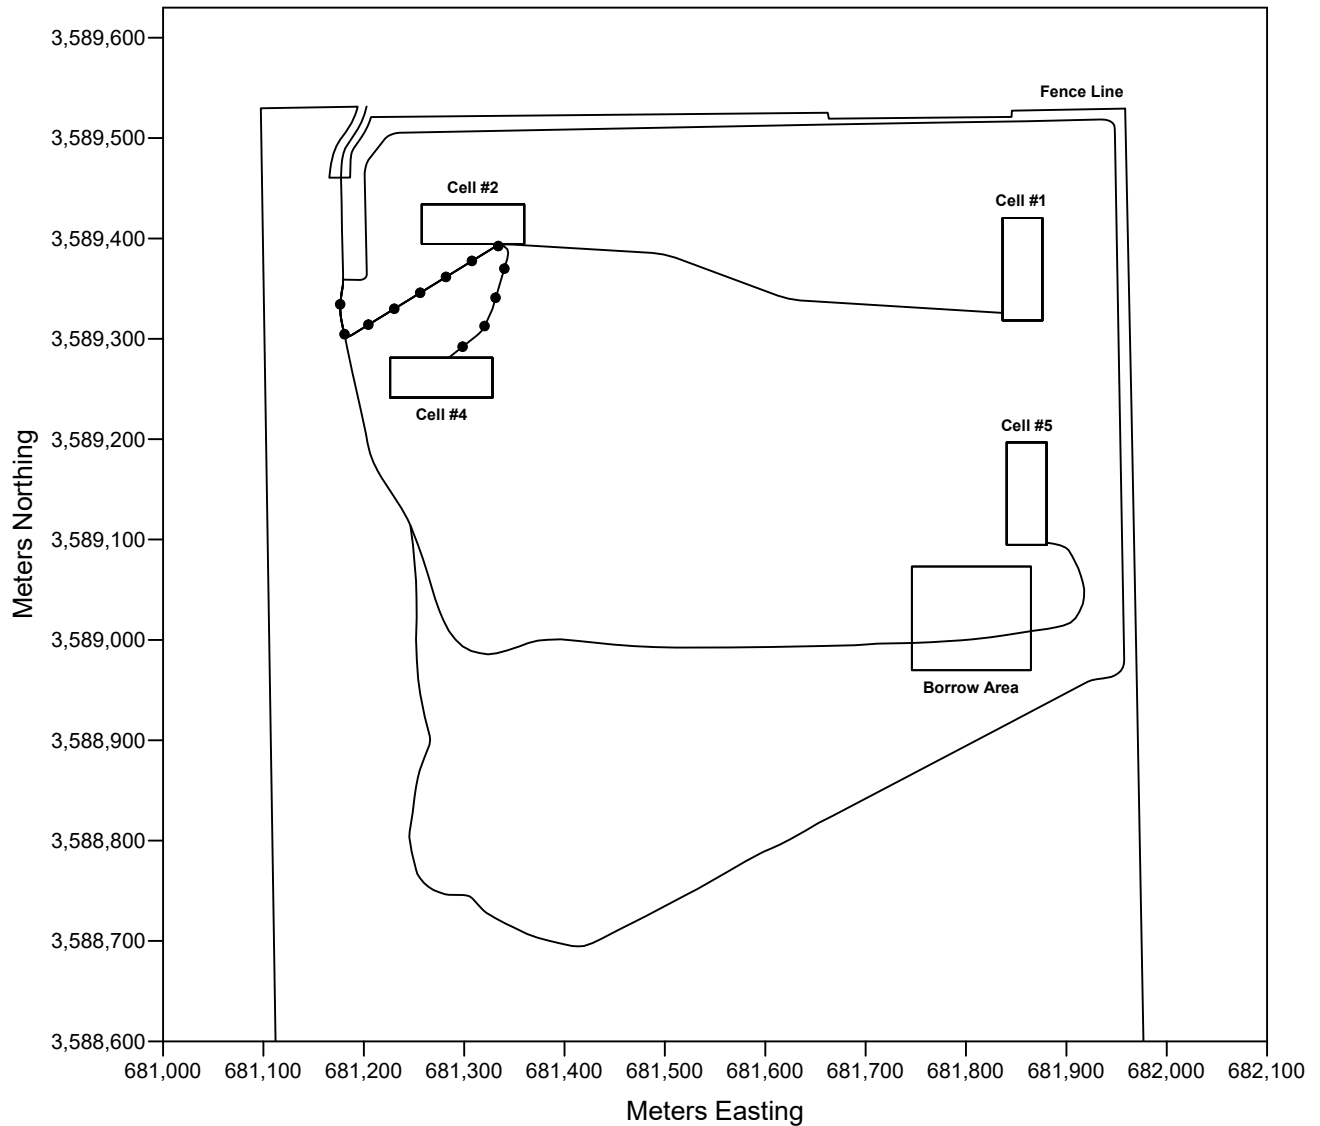 3,589,600
Fence Line
3,589,500
Cell #2
Cell #1
3,589,400
3,589,300
Cell #4
Cell #5
3,589,200
Meters Northing
3,589,100
3,589,000
Borrow Area
3,588,900
3,588,800
3,588,700
3,588,600
681,000 681,100 681,200 681,300 681,400 681,500 681,600 681,700 681,800 681,900 682,000 682,100
Meters Easting